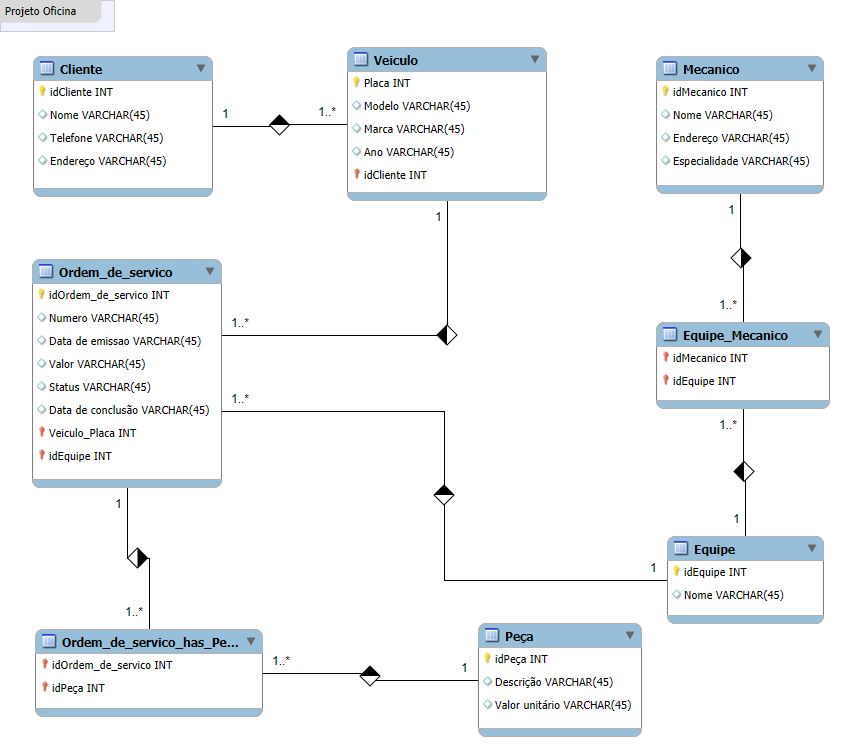 Projeto Oficina
Cliente
idCliente INT
Nome VARCHAR(45)
Telefone VARCHAR(45)
Endereço VARCHAR(45)
1
1..*
Veiculo
Placa INT
Modelo VARCHAR(45)
Marca VARCHAR(45)
Ano VARCHAR(45)
idCliente INT
Mecanico
idMecanico INT
Nome VARCHAR(45)
Endereço VARCHAR(45)
Especialidade VARCHAR(45)
1
1
Ordem_de_servico
idOrdem_de_servico INT
Numero VARCHAR(45)
Data de emissao VARCHAR(45)
Valor VARCHAR(45)
Status VARCHAR(45)
Data de conclusão VARCHAR(45)
Veiculo_Placa INT
idEquipe INT
1..*
1..*
1..*
Equipe_Mecanico
idMecanico INT
idEquipe INT
1..*
1
1
1
Equipe
idEquipe INT
Nome VARCHAR(45)
1..*
Ordem_de_servico_has_Pe...
idOrdem_de_servico INT
idPeça INT
1..*
1
Peça
idPeça INT
Descrição VARCHAR(45)
Valor unitário VARCHAR(45)